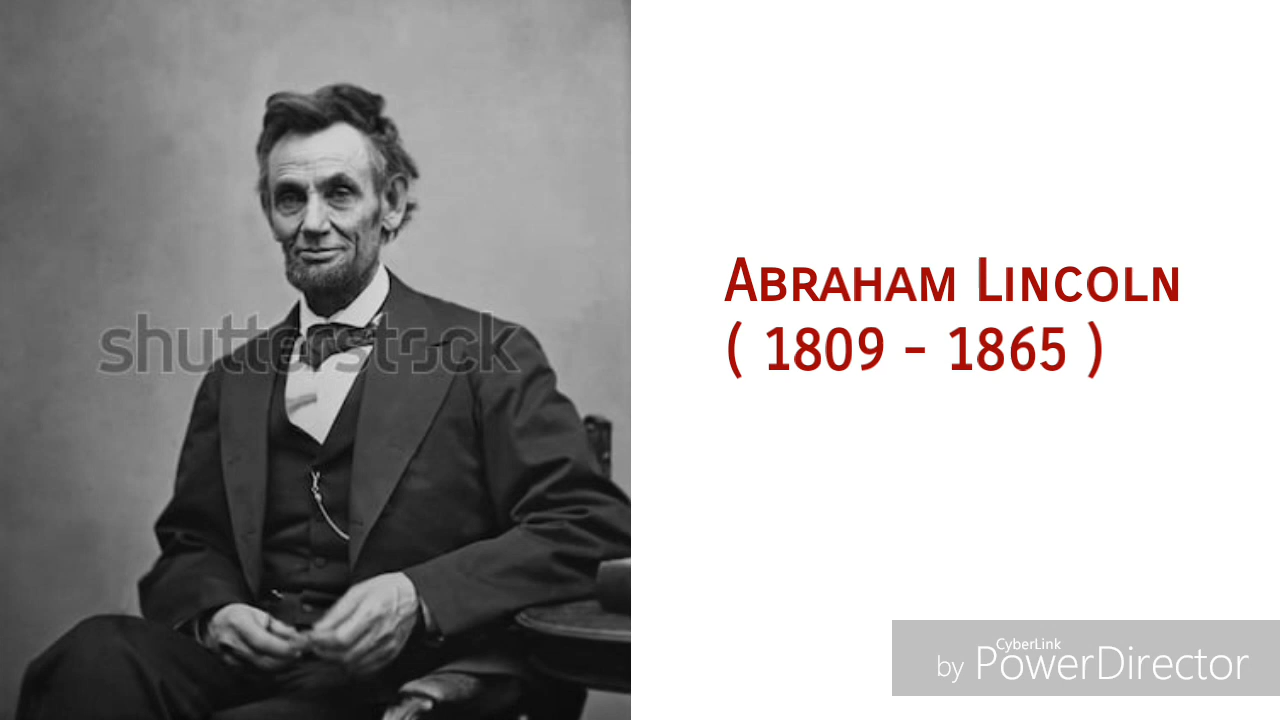 shutterstock
Abraham Lincoln
( 1809 - 1865 )
CyberLink
by PowerDirector